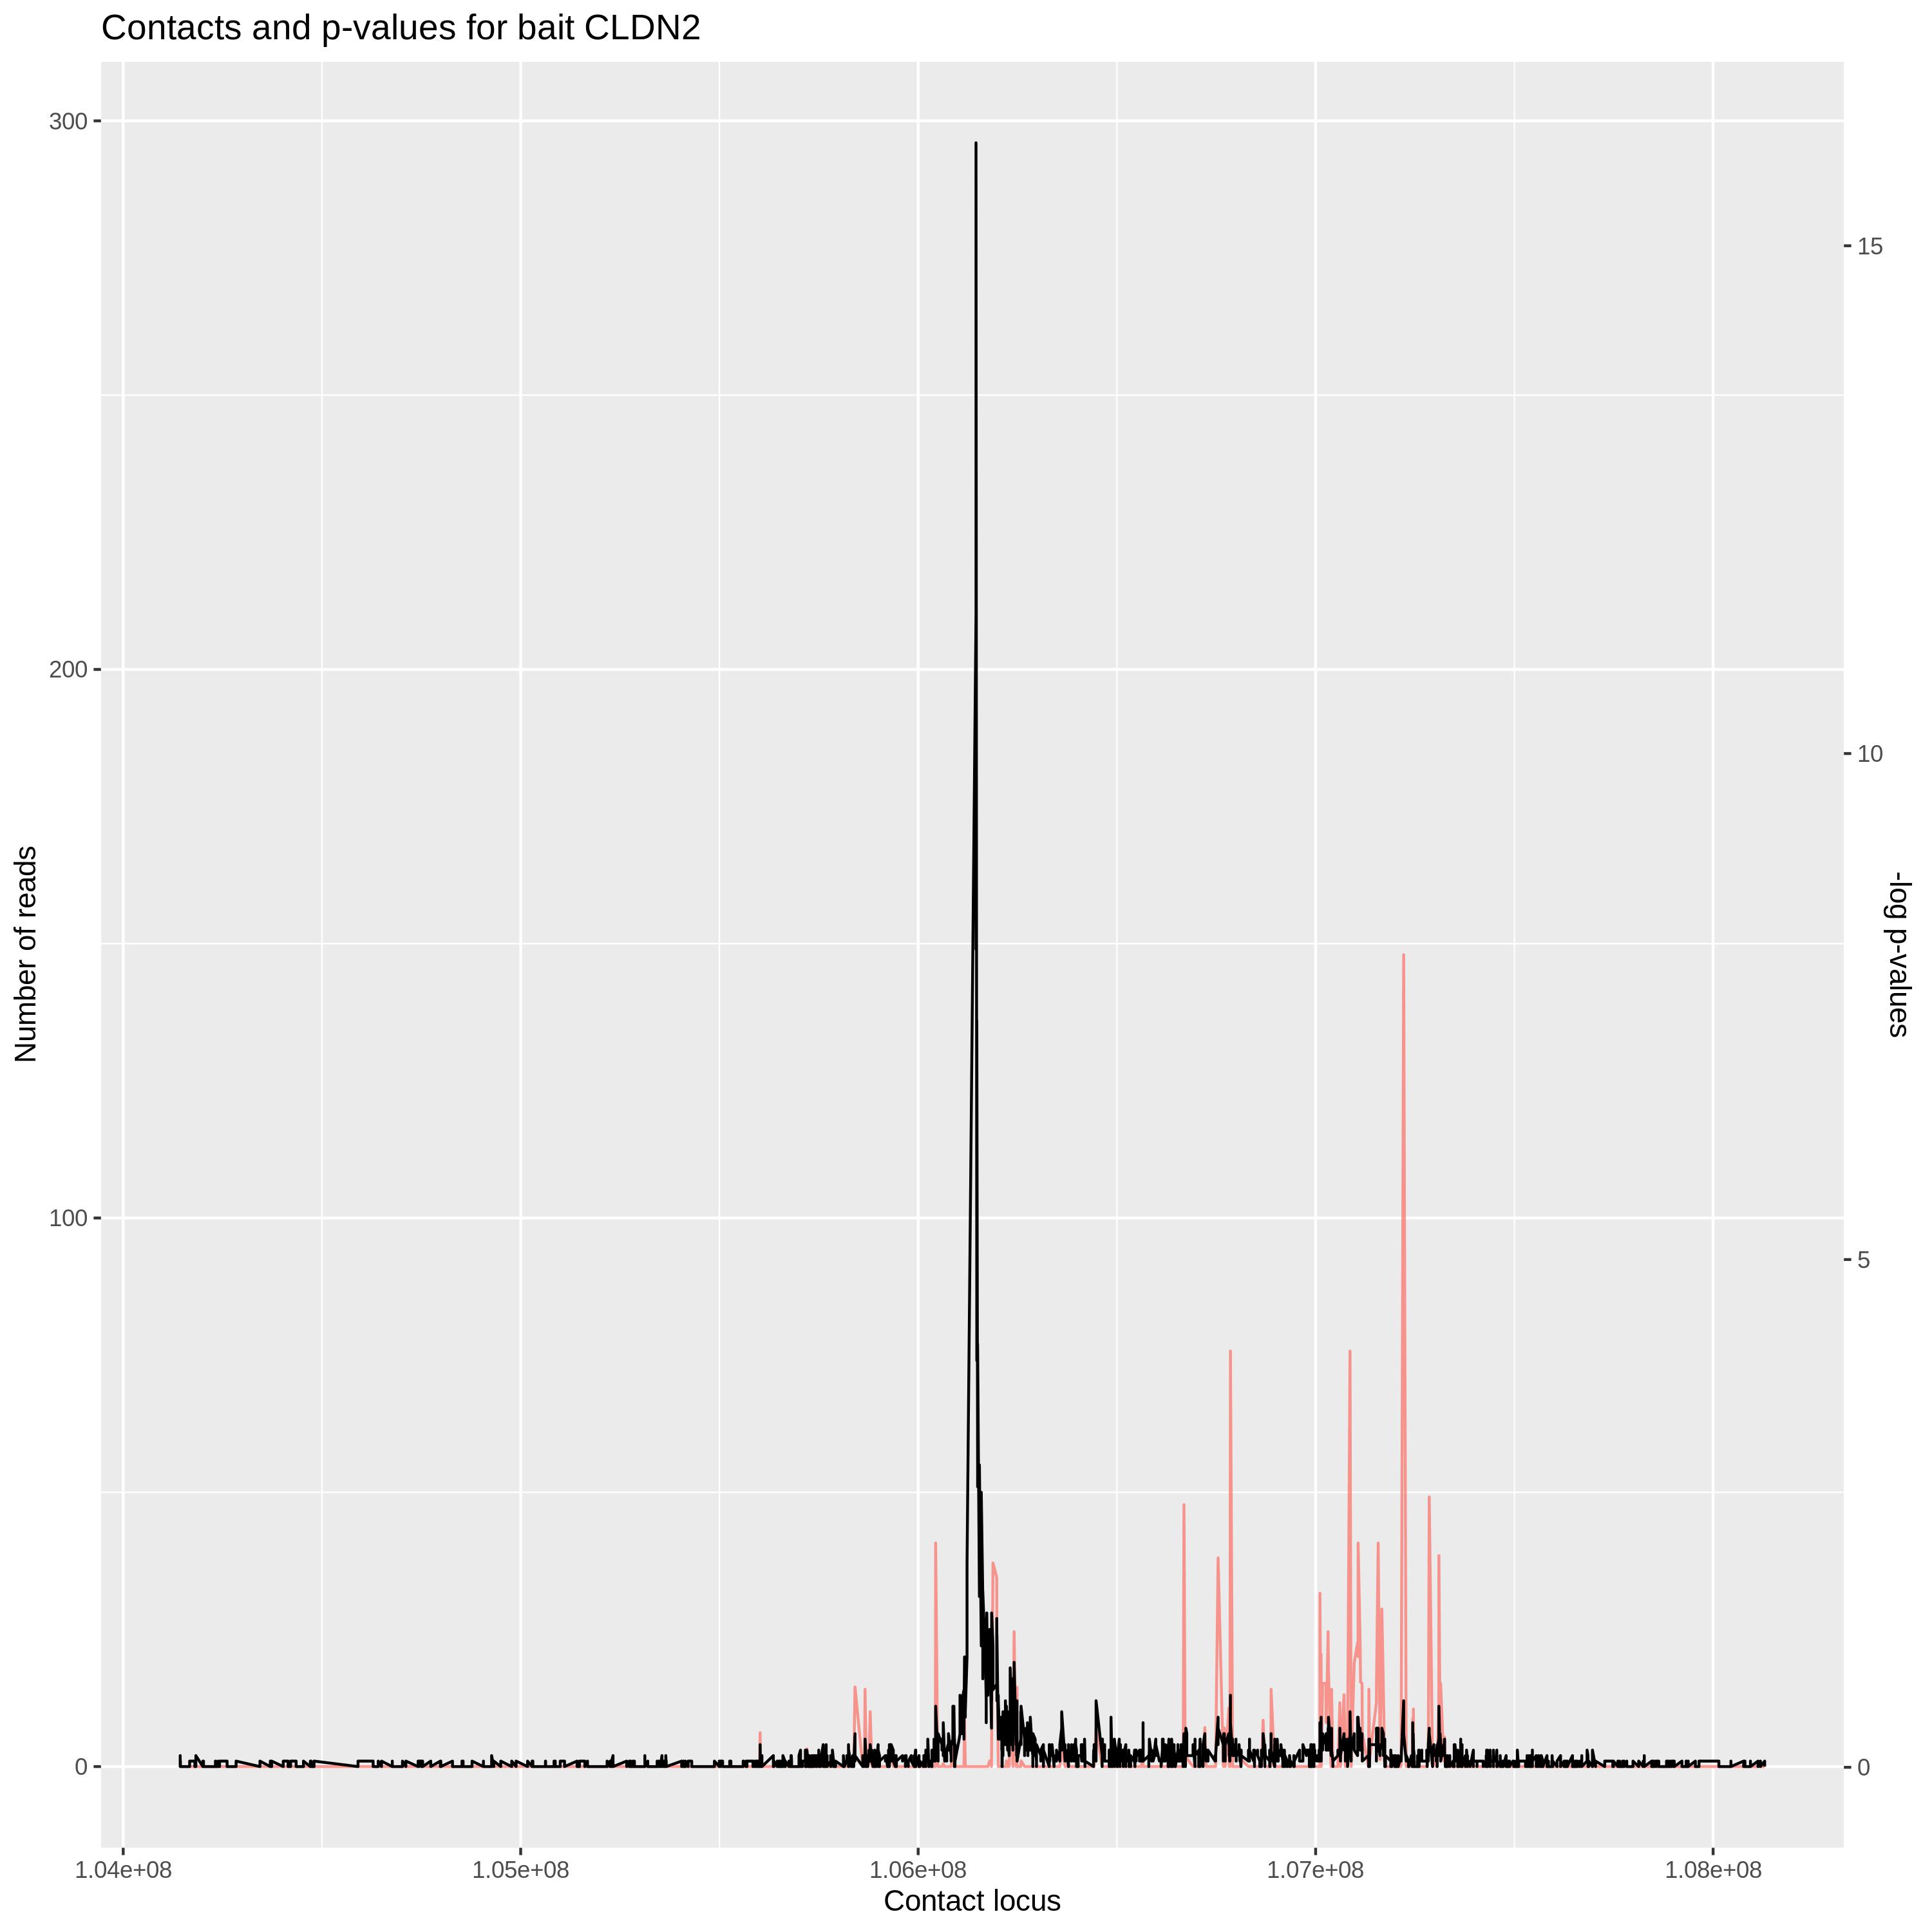 Contacts and p-values for bait CLDN2
300
200
100
0
Number of reads
15
10
5
0
-log p-values
1.04e+08 1.05e+08 1.06e+08 1.07e+08 1.08e+08
Contact locus